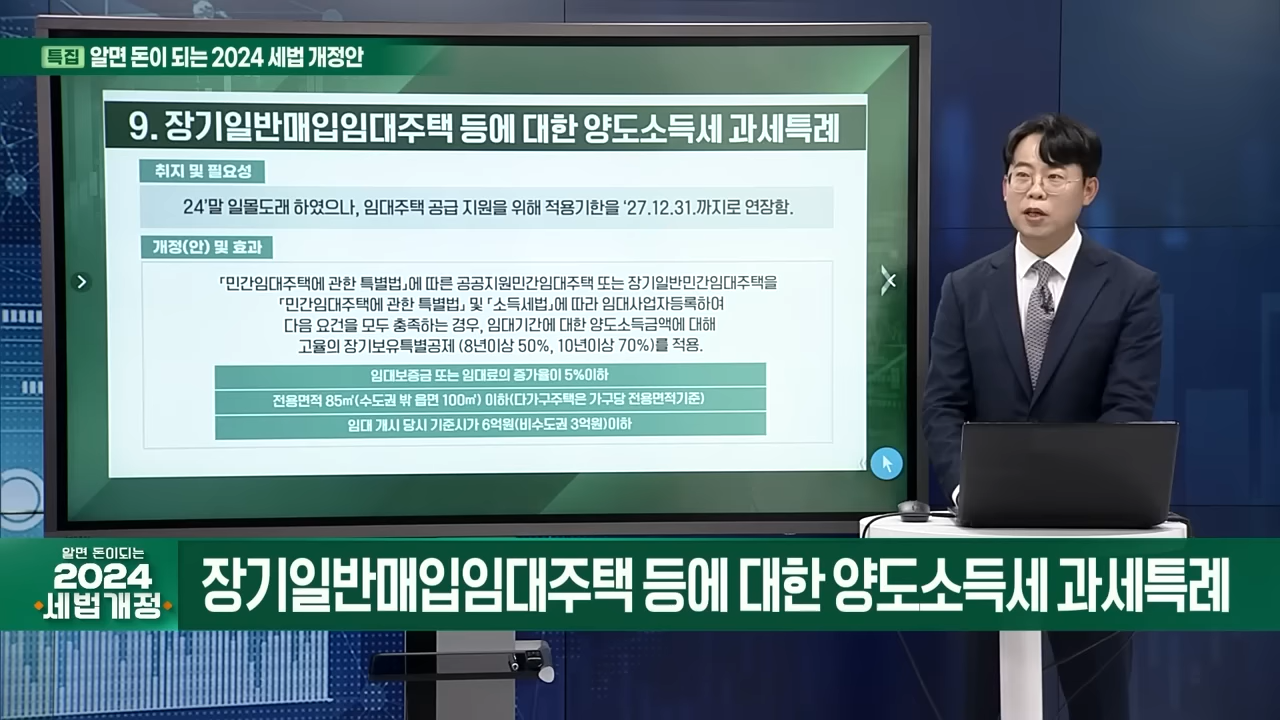 특집 알면 돈이 되는 2024 세법 개정안
9. 장기일반매입임대주택 등에 대한 양도소득세 과세특례
취지 및 필요성
24’말 일몰도래 하였으나, 임대주택 공급 지원을 위해 적용기한을 ‘27.12.31.까지로 연장함.
개정(안) 및 효과
「민간임대주택에 관한 특별법」에 따른 공공지원민간임대주택 또는 장기일반민간임대주택을
「민간임대주택에 관한 특별법」 및 「소득세법」에 따라 임대사업자등록하여
다음 요건을 모두 충족하는 경우, 임대기간에 대한 양도소득금액에 대해
고율의 장기보유특별공제 (8년이상 50%, 10년이상 70%)를 적용.
임대보증금 또는 임대료의 증가율이 5%이하
전용면적 85㎡(수도권 밖 읍면 100㎡) 이하(다가구주택은 가구당 전용면적기준)
임대 개시 당시 기준시가 6억원(비수도권 3억원)이하
알면 돈이되는
2024
세법개정
장기일반매입임대주택 등에 대한 양도소득세 과세특례